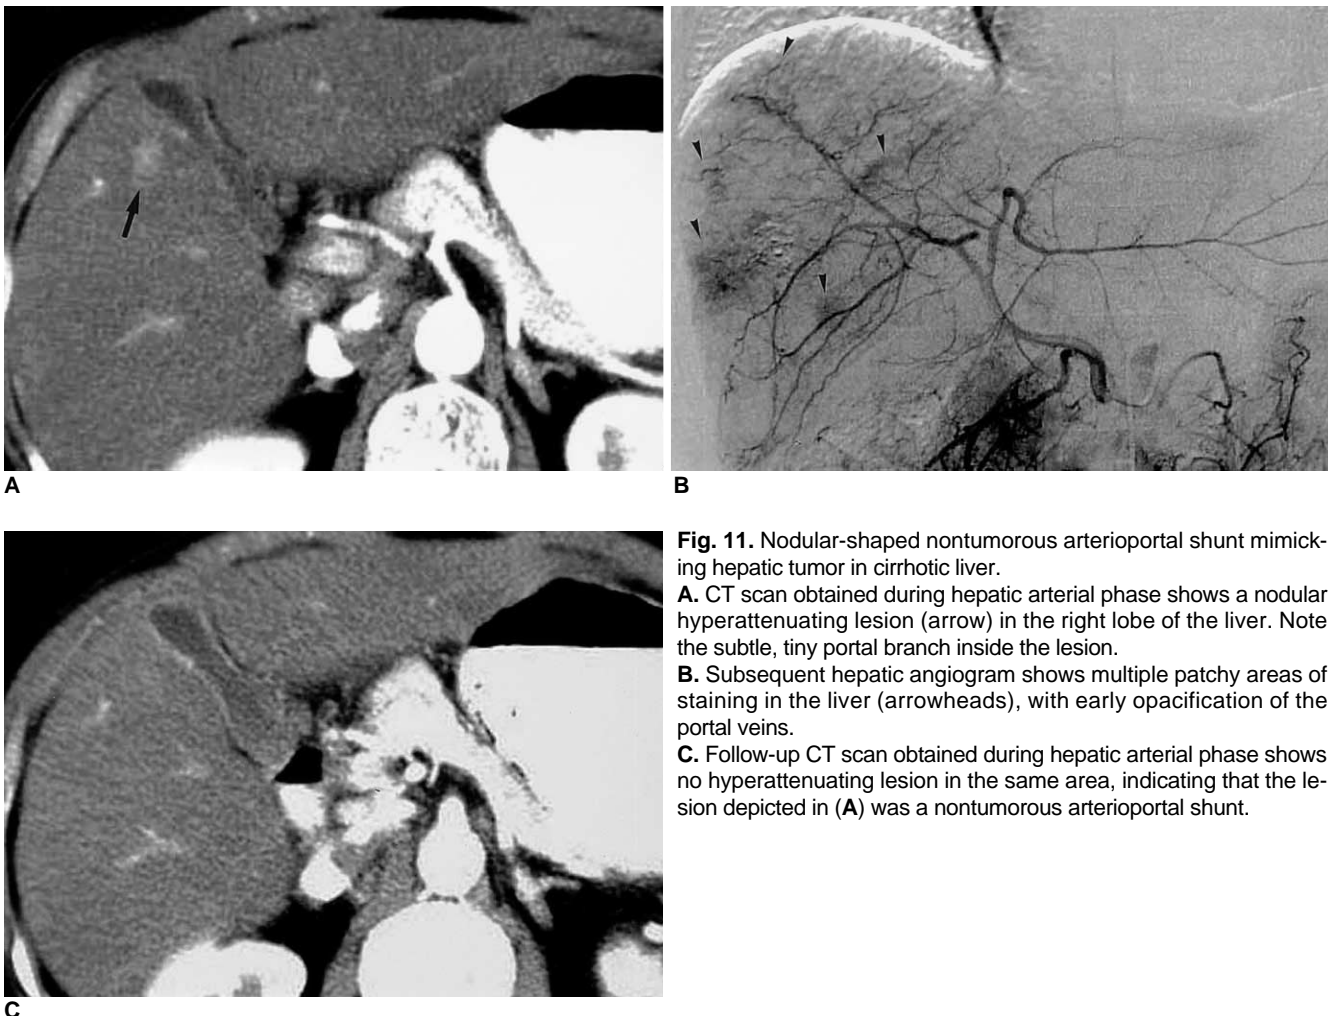 A
B
C
Fig. 11. Nodular-shaped nontumorous arterioportal shunt mimick-
ing hepatic tumor in cirrhotic liver.
A. CT scan obtained during hepatic arterial phase shows a nodular
hyperattenuating lesion (arrow) in the right lobe of the liver. Note
the subtle, tiny portal branch inside the lesion.
B. Subsequent hepatic angiogram shows multiple patchy areas of
staining in the liver (arrowheads), with early opacification of the
portal veins.
C. Follow-up CT scan obtained during hepatic arterial phase shows
no hyperattenuating lesion in the same area, indicating that the le-
sion depicted in (A) was a nontumorous arterioportal shunt.